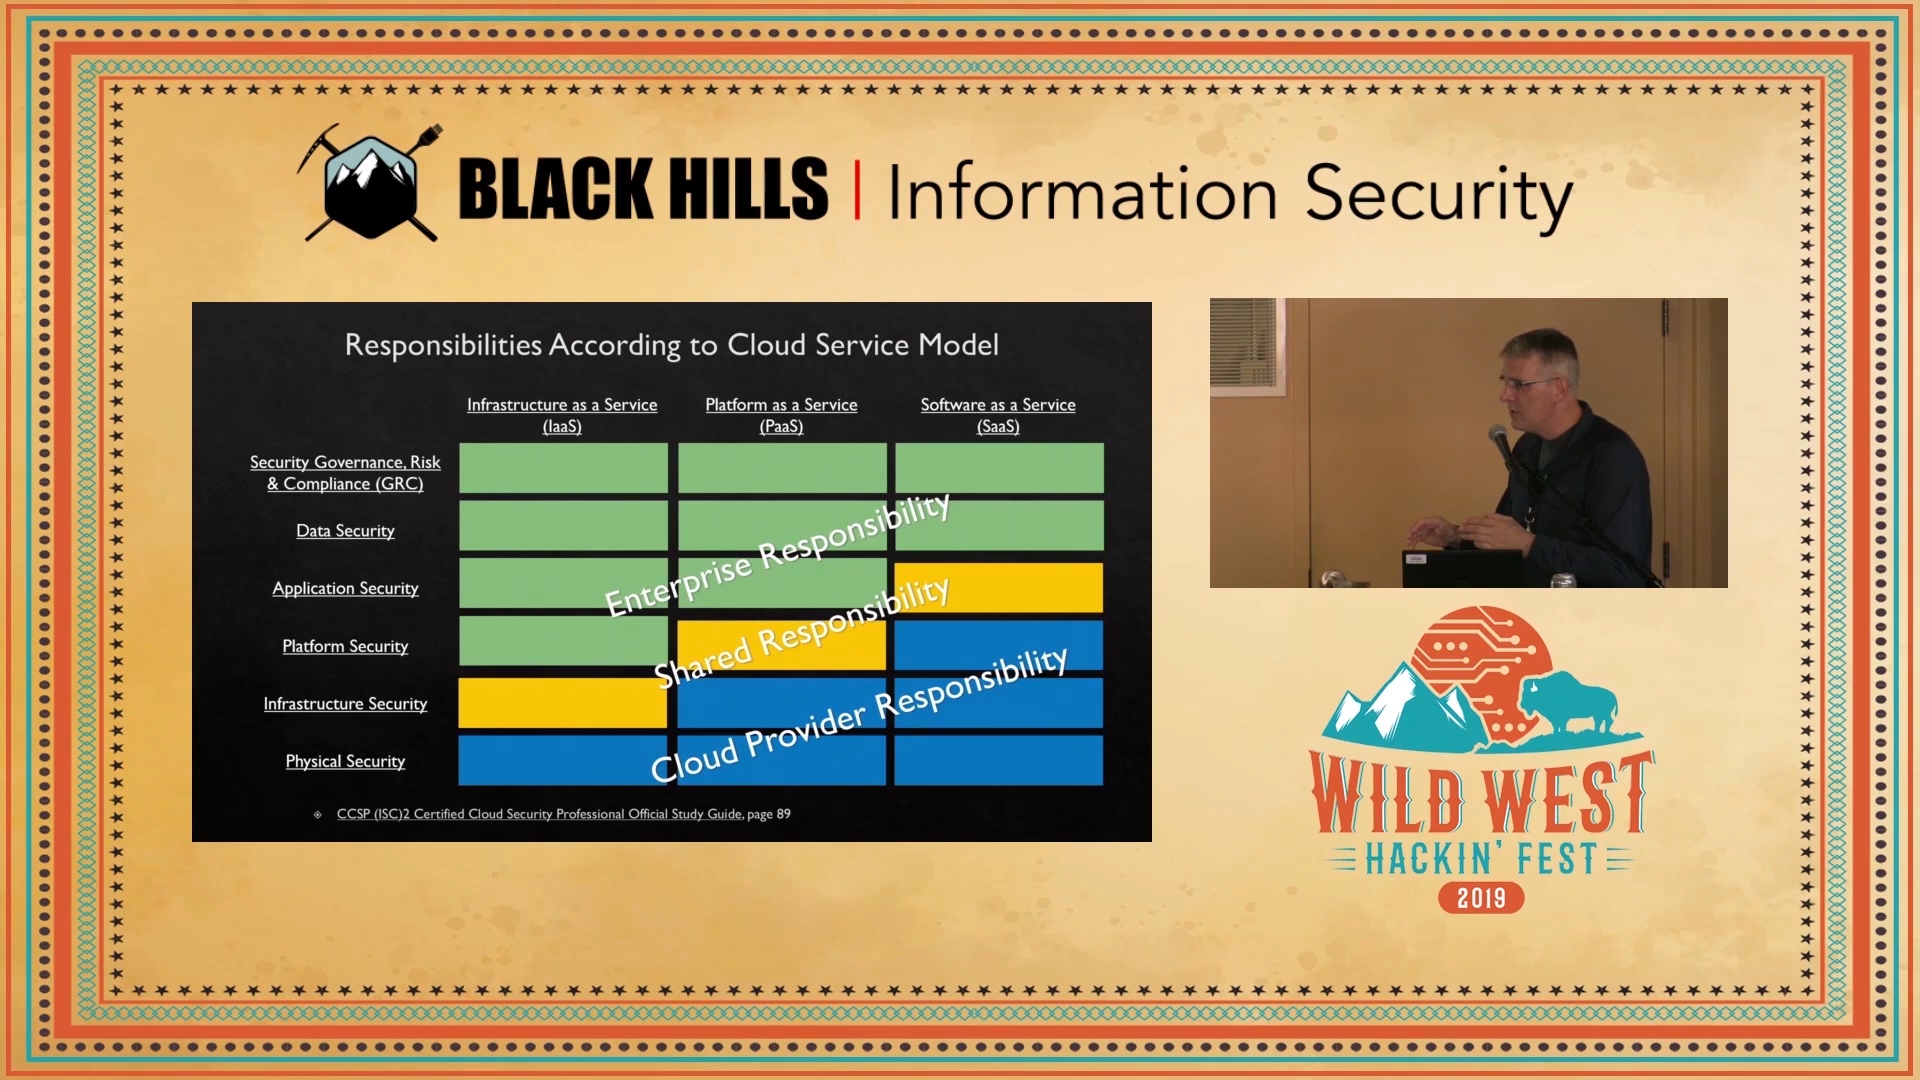 BLACK HILLS | Information Security
Responsibilities According to Cloud Service Model
Infrastructure as a Service
(IaaS)
Platform as a Service
(PaaS)
Software as a Service
(SaaS)
Security Governance, Risk
& Compliance (GRC)
Data Security
Application Security
Platform Security
Infrastructure Security
Physical Security
Enterprise Responsibility
Shared Responsibility
Cloud Provider Responsibility
CCSP (ISC)2 Certified Cloud Security Professional Official Study Guide, page 89
WILD WEST
HACKIN' FEST
2019